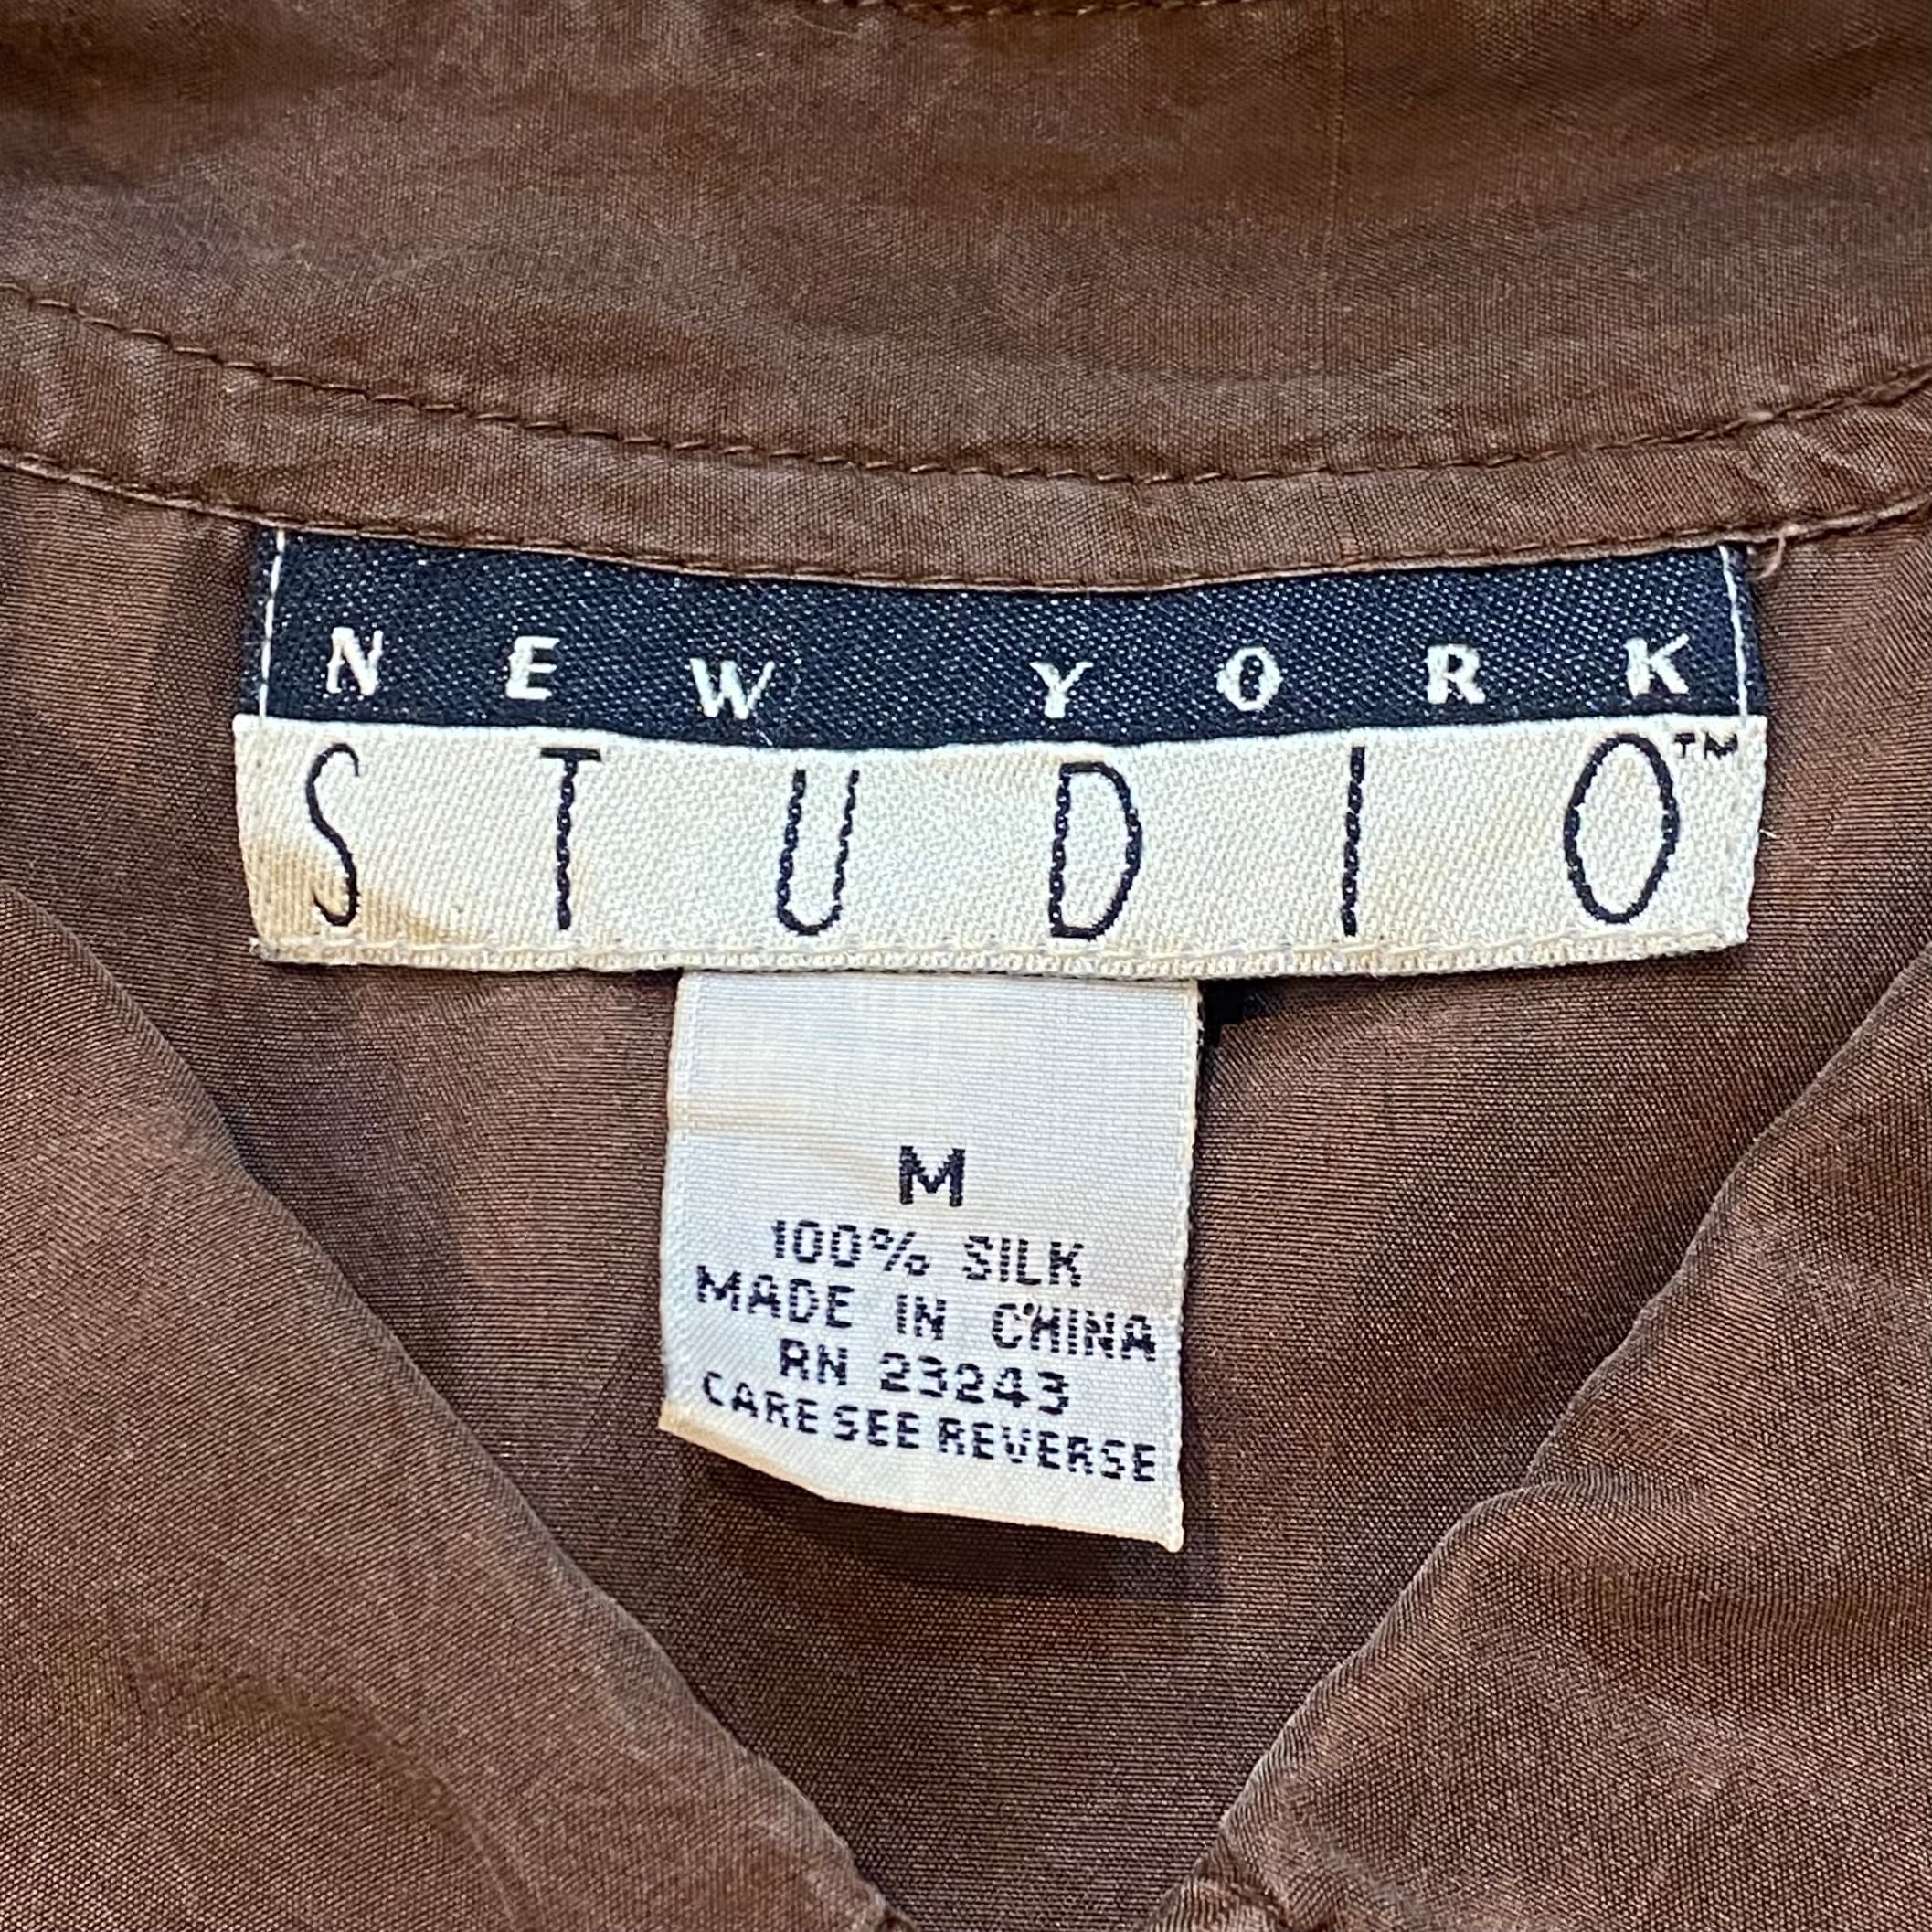 NEW YORK
STUDIO™
M
100% SILK
MADE IN CHINA
RN 23243
CARE SEE REVERSE